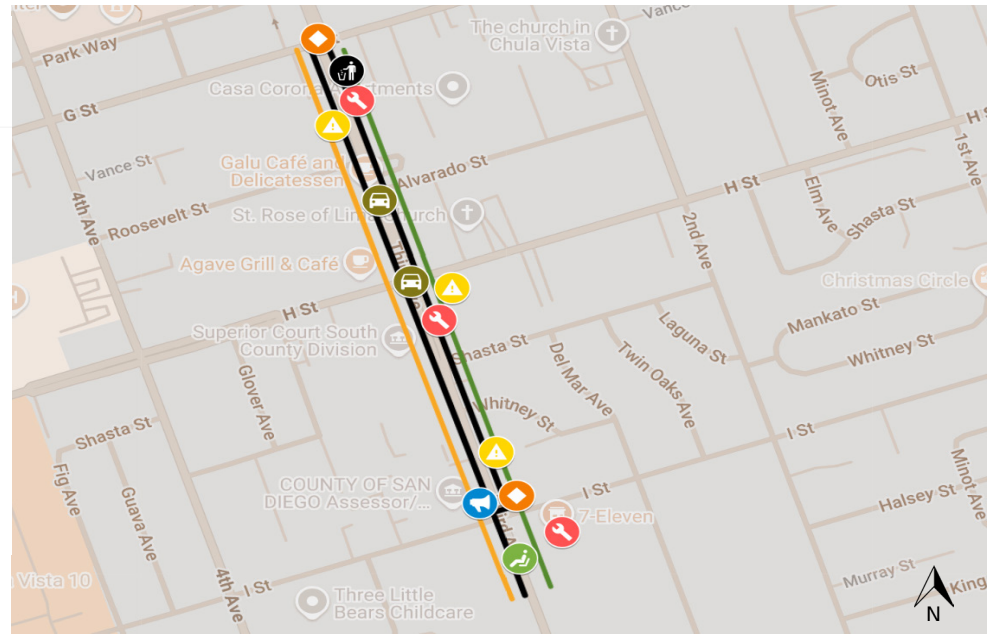 The church in
Chula Vista
Vance
Park Way
Otis St
Minot Ave
Casa Corona Apartments
G St
H S
1st Ave
Vance St
Galu Café and
Delicatessen
Alvarado St
H St
4th Ave
Elm Ave
Shasta St
Roosevelt St
St. Rose of Lima Church
2nd Ave
Agave Grill & Café
Christmas Circle
H St
Mankato St
Laguna St
Superior Court South
County Division
Shasta St
Whitney St
Del Mar Ave
Twin Oaks Ave
Glover Ave
Whitney St
Shasta St
I St
Fig Ave
Guava Ave
COUNTY OF SAN
DIEGO Assessor/...
I St
Minot Ave
Halsey St
7-Eleven
4th Ave
Vista 10
I St
Three Little
Bears Childcare
Murray St
King
N